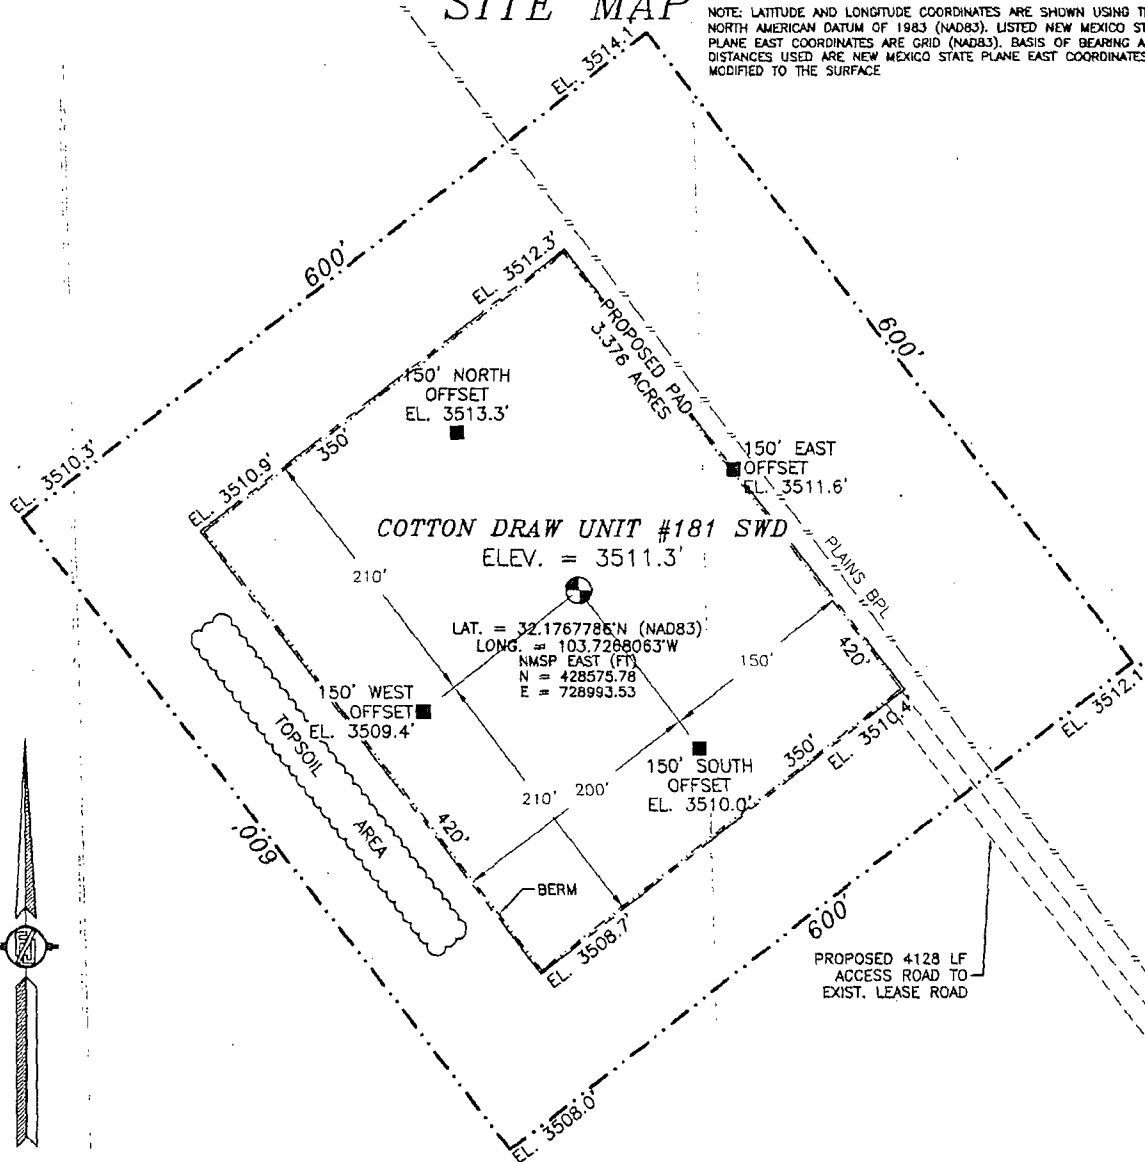 SITE MAP
NOTE: LATITUDE AND LONGITUDE COORDINATES ARE SHOWN USING
NORTH AMERICAN DATUM OF 1983 (NAD83). LISTED NEW MEXICO
PLANE EAST COORDINATES ARE GRID (NAD83). BASIS OF BEARING
DISTANCES USED ARE NEW MEXICO STATE PLANE EAST COORDINATES
MODIFIED TO THE SURFACE
EL. 3514.1'
600'
EL. 3512.3'
PROPOSED PAD
3.376 ACRES
600'
150' NORTH
OFFSET
EL. 3513.3'
350'
EL. 3510.3'
EL. 3510.9'
150' EAST
OFFSET
EL. 3511.6'
COTTON DRAW UNIT #181 SWD
ELEV. = 3511.3'
PLAINS BPL
210'
LAT. = 32.1767786'N (NAD83)
LONG. = 103.7268063'W
NMSP EAST (FT)
N = 428575.78
E = 728993.53
150'
420'
150' WEST
OFFSET
EL. 3509.4'
EL. 3512.1'
EL. 3510.4'
TOPSOIL
AREA
150' SOUTH
OFFSET
EL. 3510.0'
350'
210'
200'
420'
600'
BERM
600'
EL. 3508.7'
PROPOSED 4128 LF
ACCESS ROAD TO
EXIST. LEASE ROAD
EL. 3508.0'